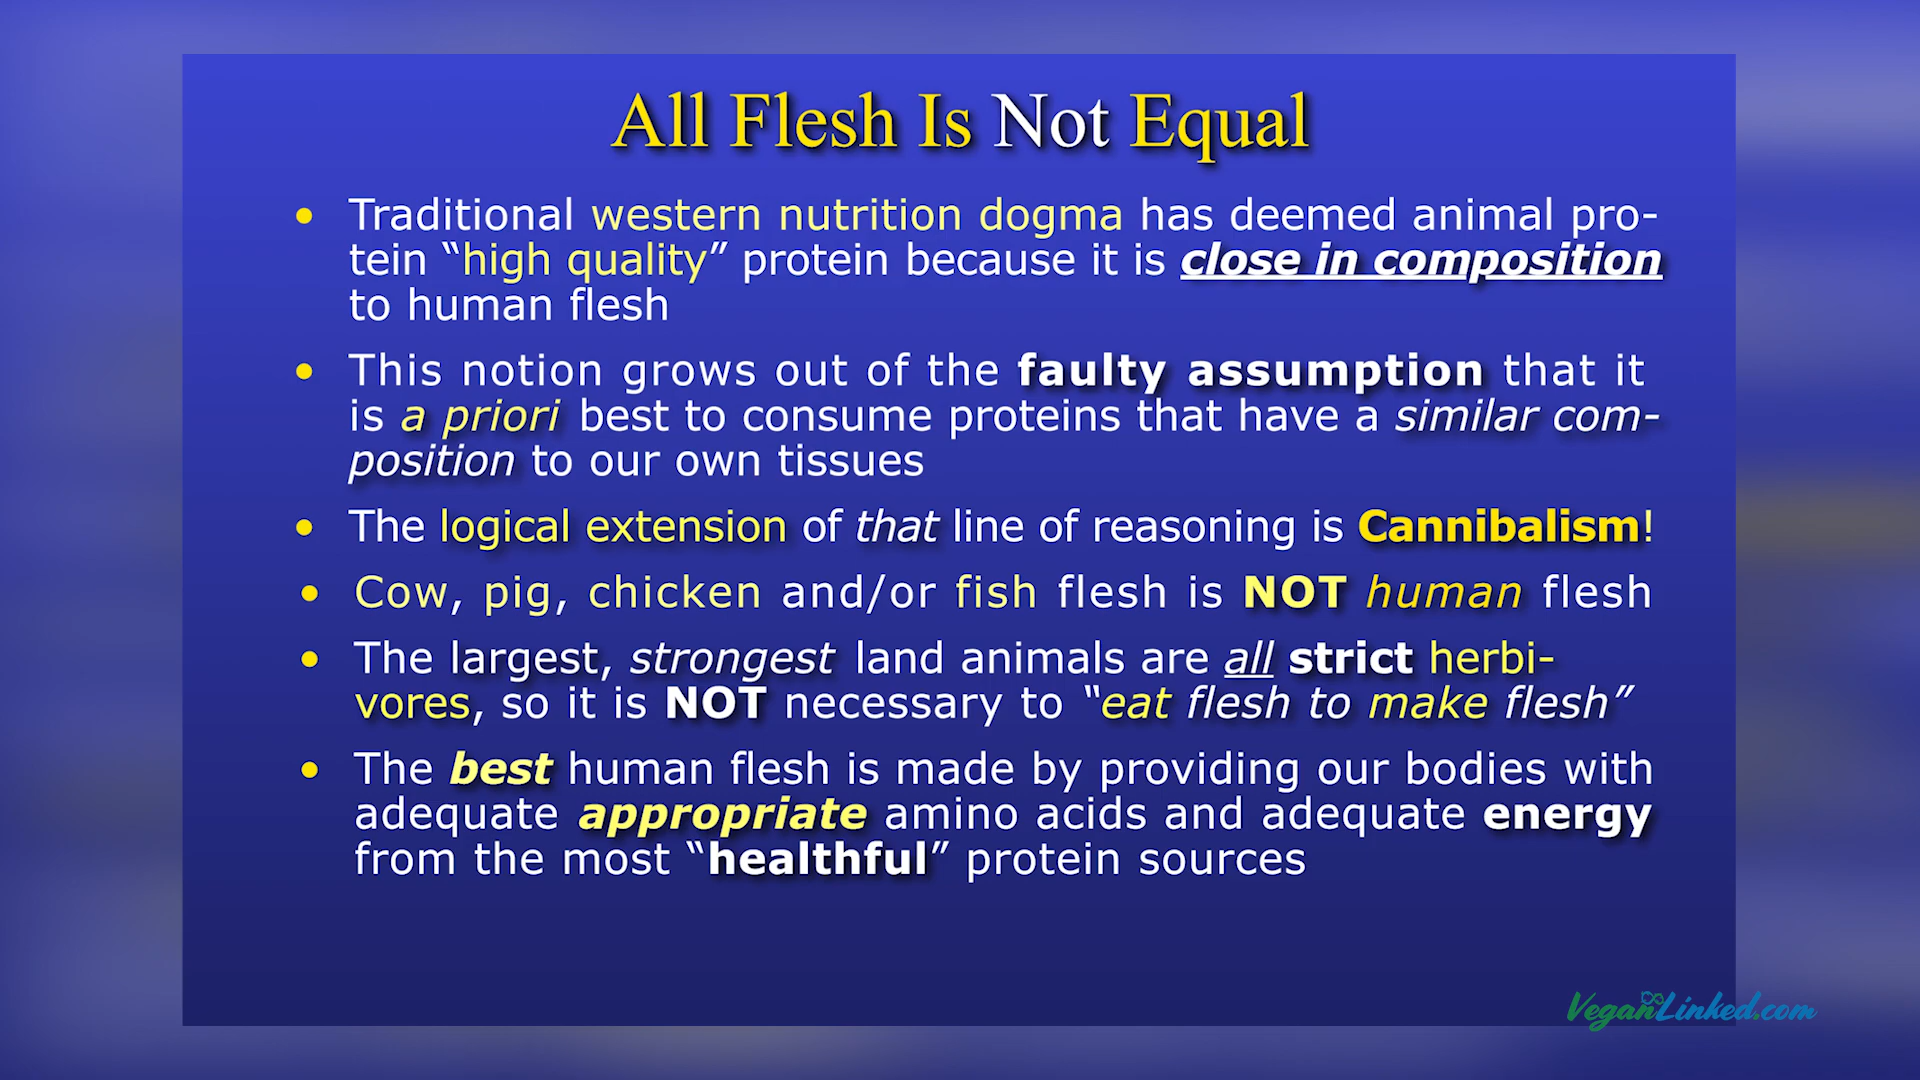 All Flesh Is Not Equal
• Traditional western nutrition dogma has deemed animal pro-
tein “high quality” protein because it is close in composition
to human flesh
• This notion grows out of the faulty assumption that it
is a priori best to consume proteins that have a similar com-
position to our own tissues
• The logical extension of that line of reasoning is Cannibalism!
• Cow, pig, chicken and/or fish flesh is NOT human flesh
• The largest, strongest land animals are all strict herbi-
vores, so it is NOT necessary to “eat flesh to make flesh”
• The best human flesh is made by providing our bodies with
adequate appropriate amino acids and adequate energy
from the most “healthful” protein sources
VeganLinked.com